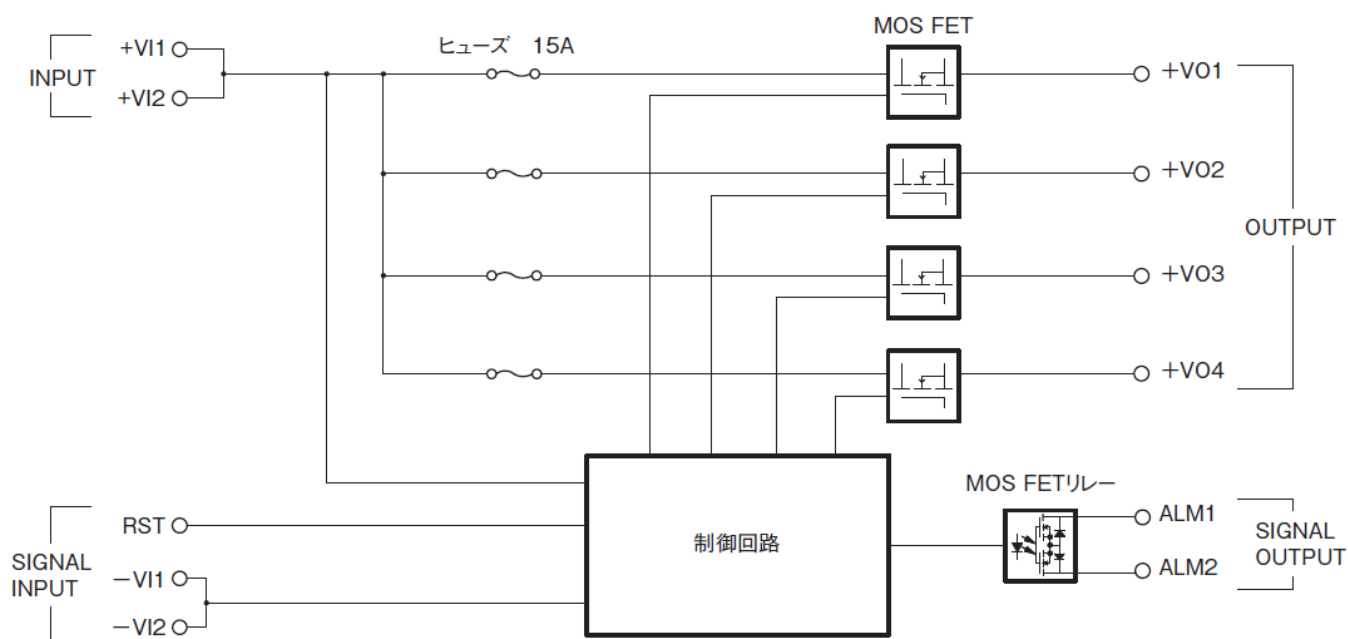 MOS FET
ヒューズ 15A
INPUT
+VI1
+VI2
+VO1
+VO2
+VO3
+VO4
OUTPUT
MOS FETリレー
制御回路
SIGNAL
INPUT
RST
−VI1
−VI2
ALM1
ALM2
SIGNAL
OUTPUT